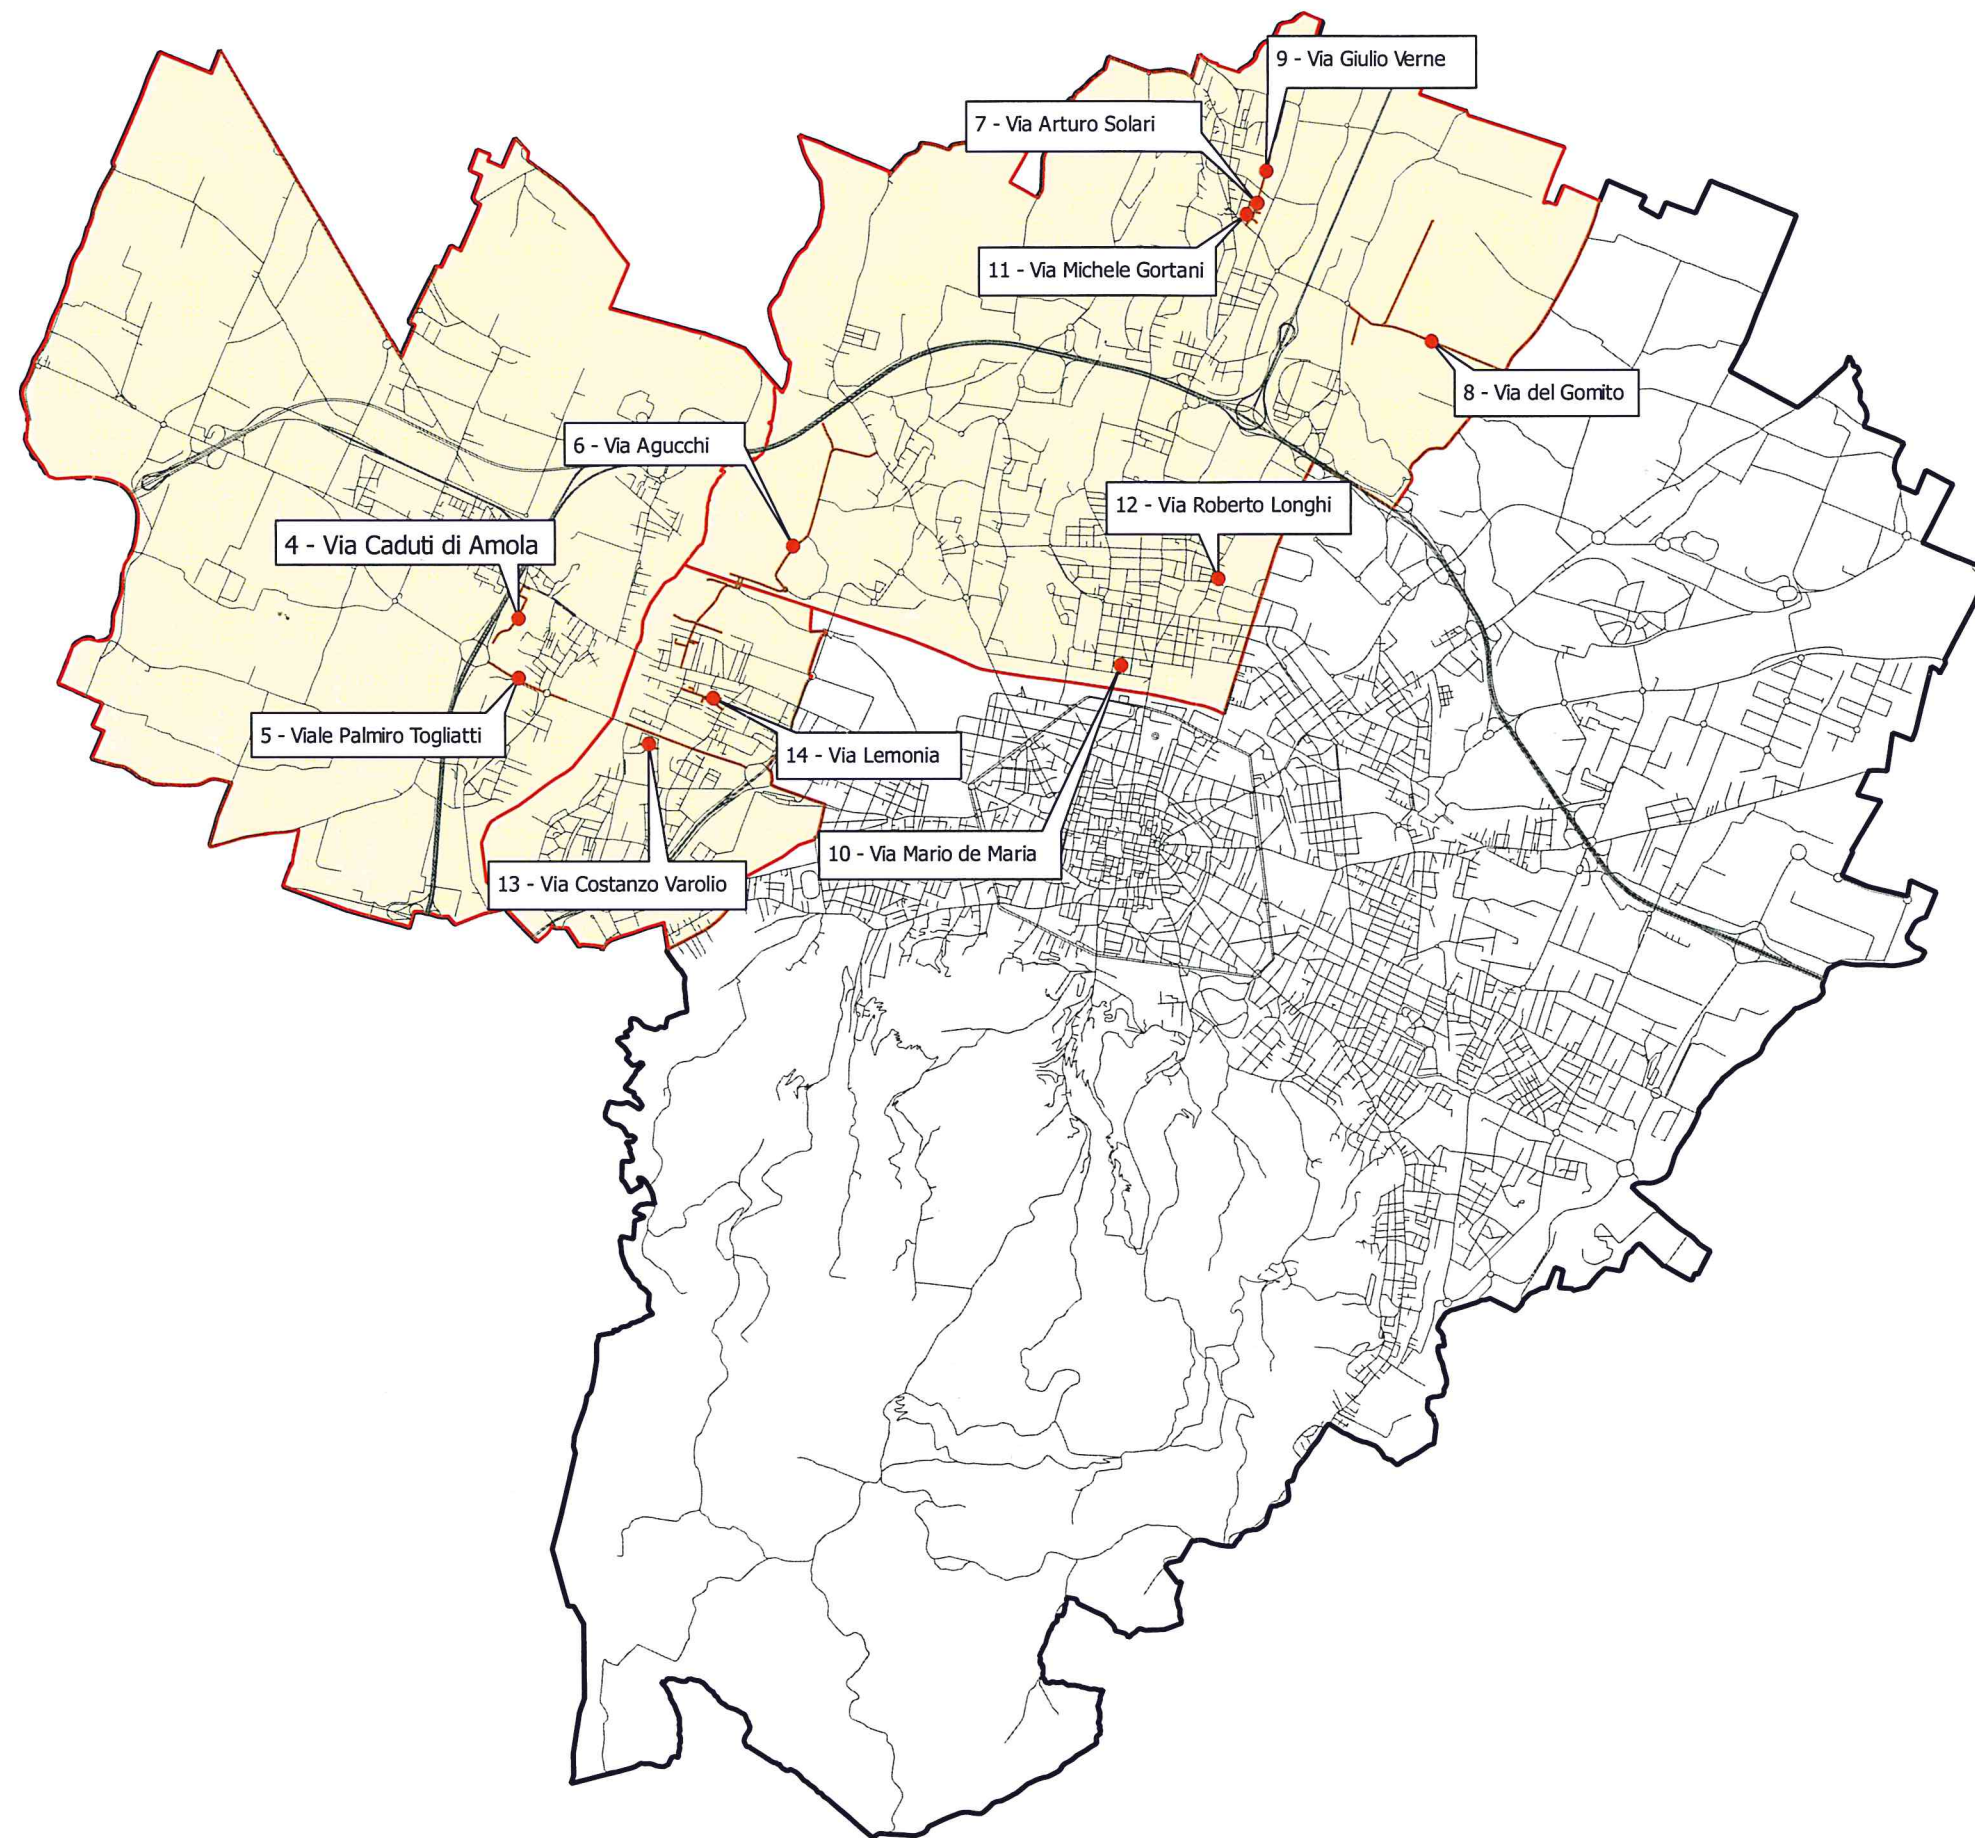 9 - Via Giulio Verne
7 - Via Arturo Solari
11 - Via Michele Gortani
8 - Via del Gomito
6 - Via Agucchi
12 - Via Roberto Longhi
4 - Via Caduti di Amola
5 - Viale Palmiro Togliatti
14 - Via Lemonia
10 - Via Mario de Maria
13 - Via Costanzo Varolio